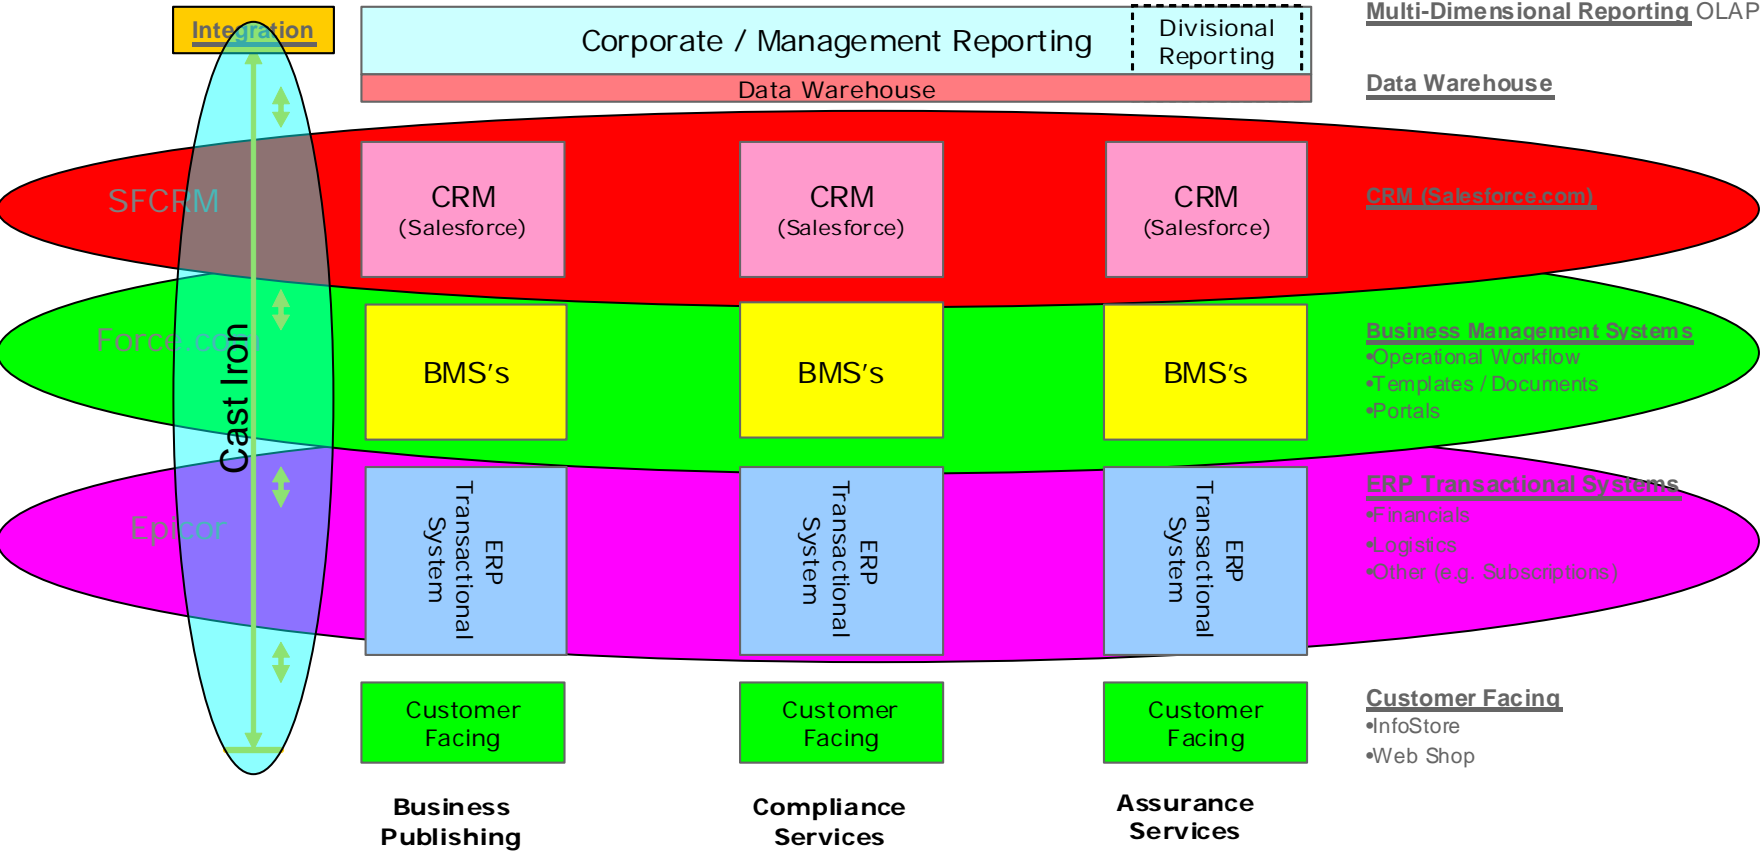 Integration
Corporate / Management Reporting
Divisional
Reporting
Multi-Dimensional Reporting OLAP
Data Warehouse
Data Warehouse
SFCRM
CRM
(Salesforce)
CRM
(Salesforce)
CRM
(Salesforce)
CRM (Salesforce.com)
Force.com
Cast Iron
BMS's
BMS's
BMS's
Business Management Systems
•Operational Workflow
•Templates / Documents
•Portals
Epicor
ERP
Transactional
System
ERP
Transactional
System
ERP
Transactional
System
ERP Transactional Systems
•Financials
•Logistics
•Other (e.g. Subscriptions)
Customer
Facing
Customer
Facing
Customer
Facing
Customer Facing
•InfoStore
•Web Shop
Business
Publishing
Compliance
Services
Assurance
Services